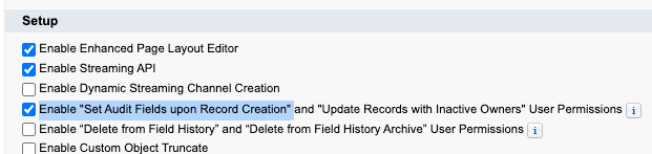 Setup
Enable Enhanced Page Layout Editor
Enable Streaming API
Enable Dynamic Streaming Channel Creation
Enable "Set Audit Fields upon Record Creation" and "Update Records with Inactive Owners" User Permissions i
Enable “Delete from Field History” and “Delete from Field History Archive” User Permissions i
Enable Custom Object Truncate